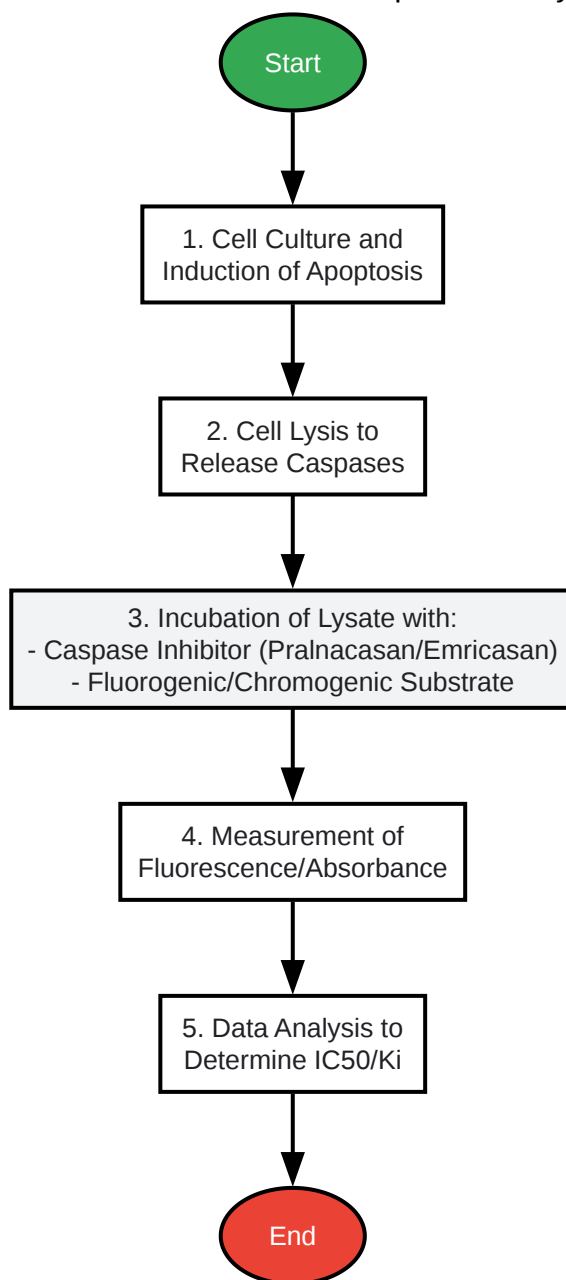 Start
1. Cell Culture and
Induction of Apoptosis
2. Cell Lysis to
Release Caspases
3. Incubation of Lysate with:
- Caspase Inhibitor (Pralnacasan/Emricasan)
- Fluorogenic/Chromogenic Substrate
4. Measurement of
Fluorescence/Absorbance
5. Data Analysis to
Determine IC50/Ki
End